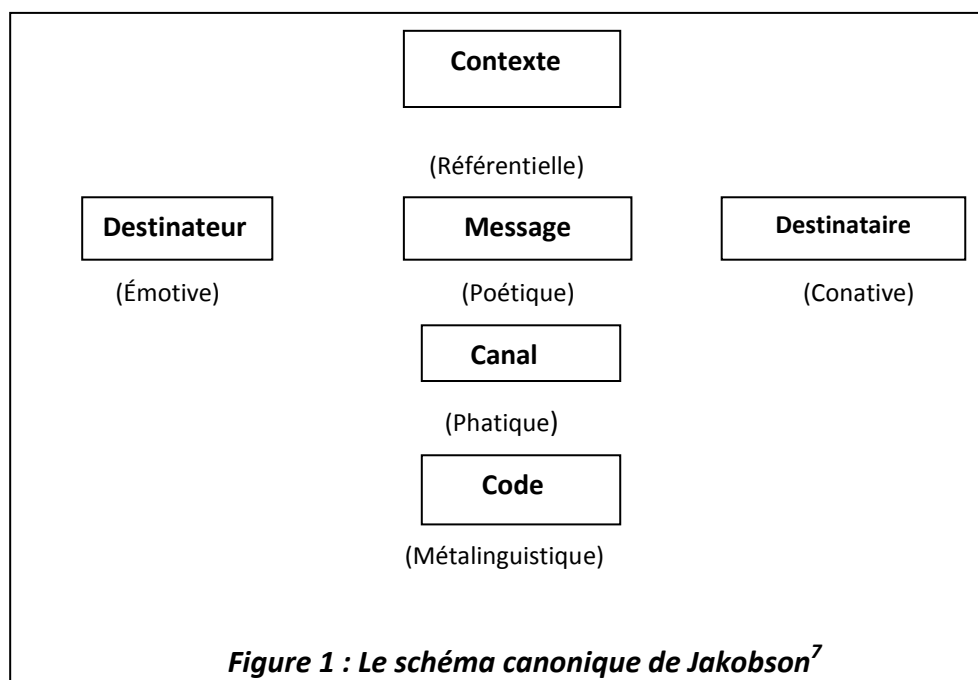 Contexte
(Référentielle)
Destinateur Message Destinataire
(Émotive) (Poétique) (Conative)
Canal
(Phatique)
Code
(Métalinguistique)
Figure 1 : Le schéma canonique de Jakobson7